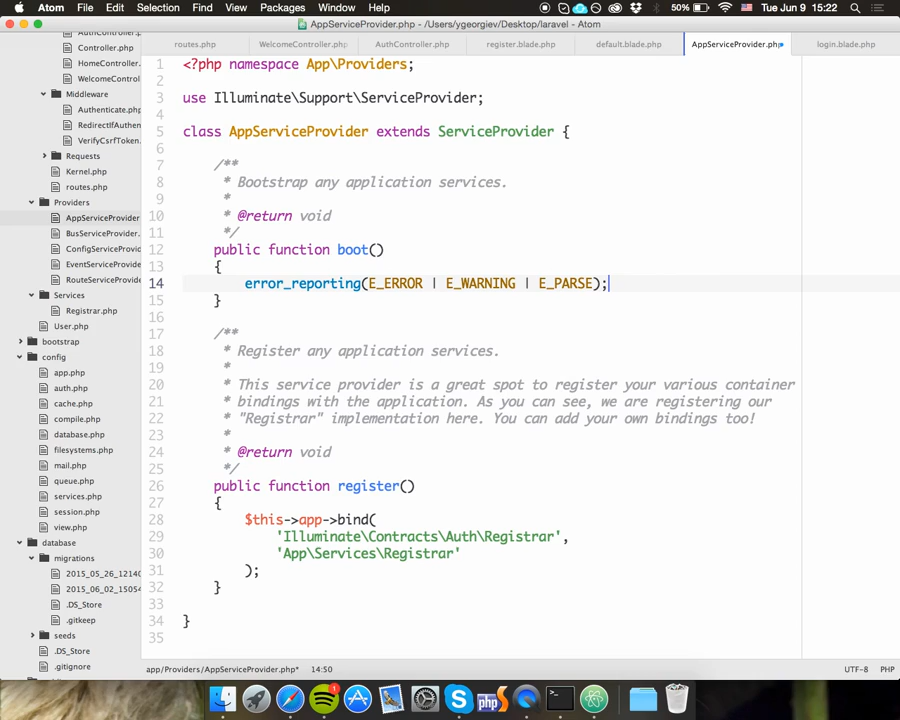 Atom File Edit Selection Find View Packages Window Help 50% Tue Jun 9 15:22
AppServiceProvider.php - /Users/ygeorgiev/Desktop/laravel - Atom
routes.php WelcomeController.php AuthController.php register.blade.php default.blade.php AppServiceProvider.php login.blade.php
Controller.php
HomeController.
WelcomeControl
Middleware
Authenticate.php
RedirectIfAuthen
VerifyCsrfToken.
Requests
Kernel.php
routes.php
Providers
AppServiceProvider
BusServiceProvider
ConfigServiceProvid
EventServiceProvide
RouteServiceProvide
Services
Registrar.php
User.php
bootstrap
config
app.php
auth.php
cache.php
compile.php
database.php
filesystems.php
mail.php
queue.php
services.php
session.php
view.php
database
migrations
2015_05_26_12140
2015_06_02_15054
.DS_Store
.gitkeep
seeds
.DS_Store
.gitignore
1 <?php namespace App\Providers;
2
3 use Illuminate\Support\ServiceProvider;
4
5 class AppServiceProvider extends ServiceProvider {
6
7 /**
8 * Bootstrap any application services.
9 *
10 * @return void
11 */
12 public function boot()
13 {
14 error_reporting(E_ERROR | E_WARNING | E_PARSE);
15 }
16
17 /**
18 * Register any application services.
19 *
20 * This service provider is a great spot to register your various container
21 * bindings with the application. As you can see, we are registering our
22 * "Registrar" implementation here. You can add your own bindings too!
23 *
24 * @return void
25 */
26 public function register()
27 {
28 $this->app->bind(
29 'Illuminate\Contracts\Auth\Registrar',
30 'App\Services\Registrar'
31 );
32 }
33
34 }
35
app/Providers/AppServiceProvider.php* 14:50 UTF-8 PHP